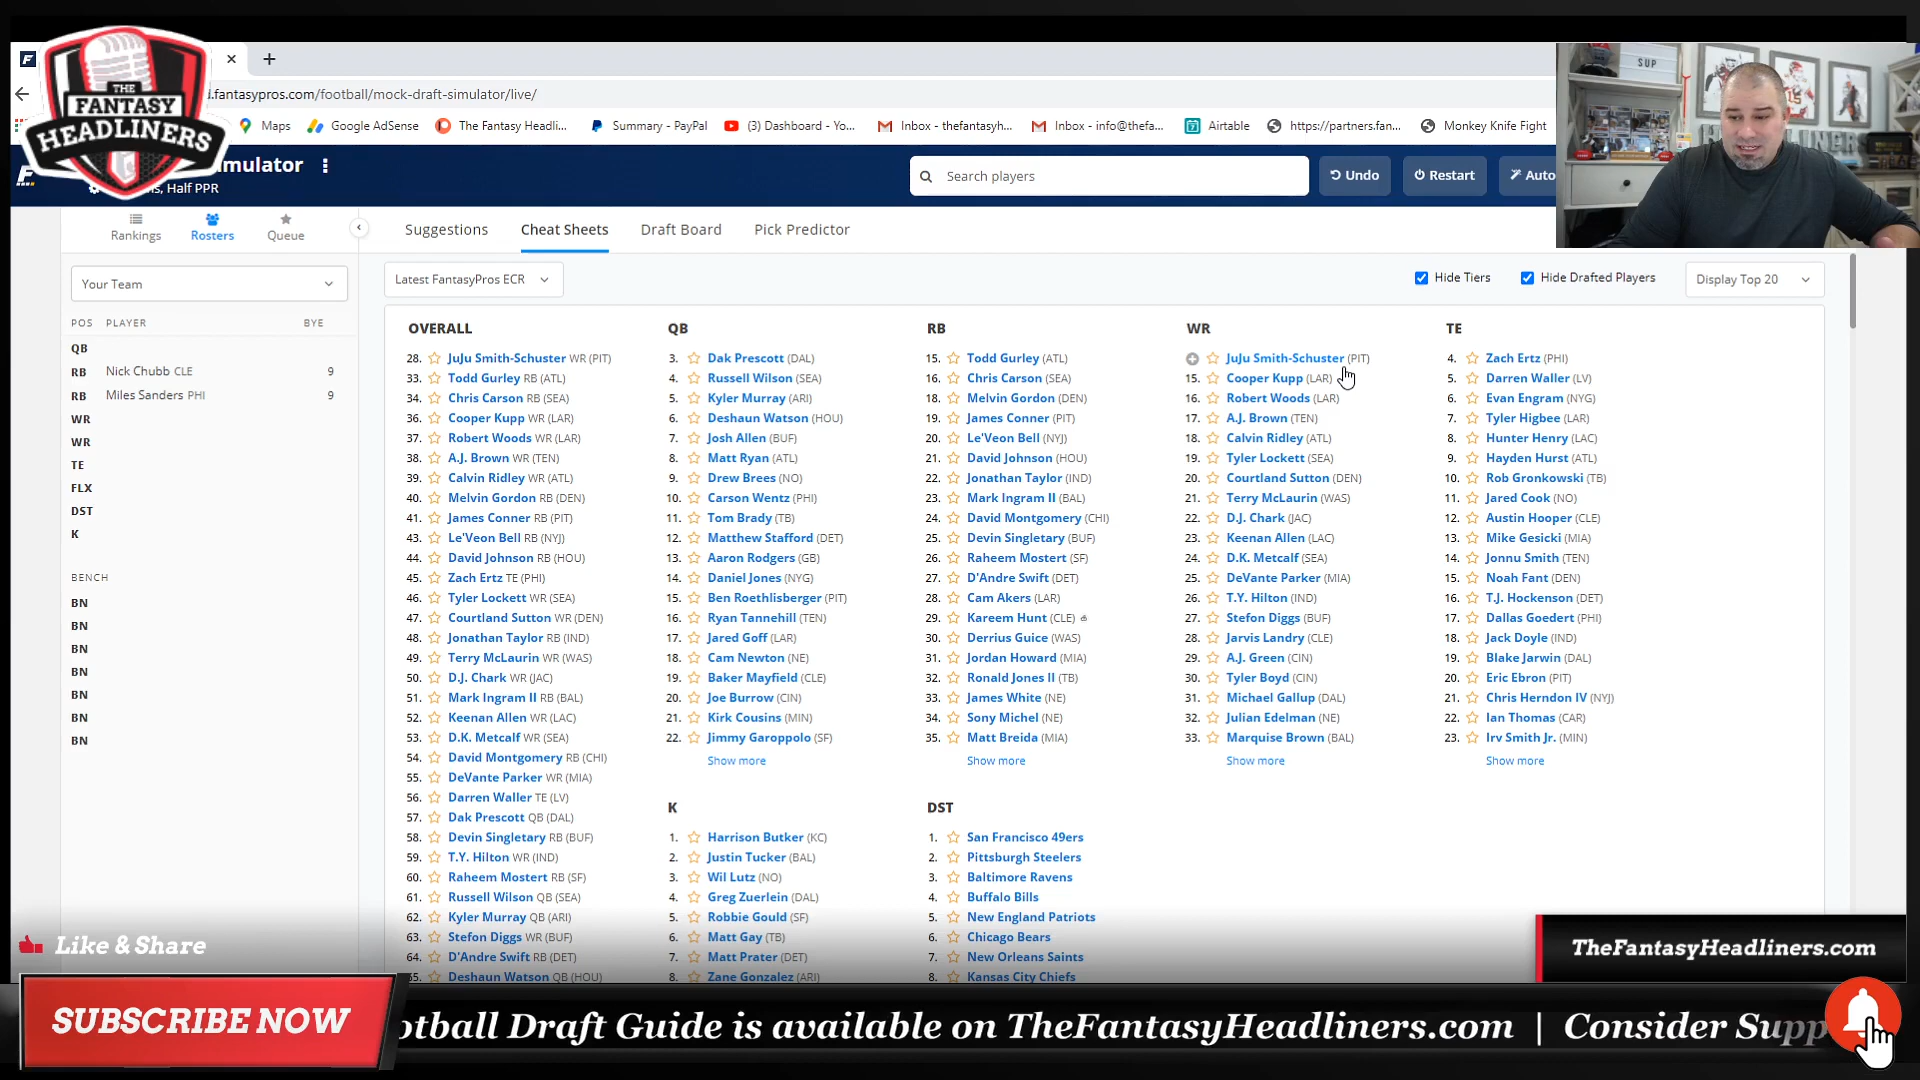 THE
FANTASY
HEADLINERS
.fantasypros.com/football/mock-draft-simulator/live/
Maps
Google AdSense
The Fantasy Headli...
Summary - PayPal
(3) Dashboard - Yo...
Inbox - thefantasyh...
Inbox - info@thefa...
Airtable
https://partners.fan...
Monkey Knife Fight
SUP
mulator
s, Half PPR
Search players
Undo
Restart
Auto
Rankings
Rosters
Queue
Suggestions
Cheat Sheets
Draft Board
Pick Predictor
Your Team
Latest FantasyPros ECR
Hide Tiers
Hide Drafted Players
Display Top 20
POS PLAYER BYE
QB
RB Nick Chubb CLE 9
RB Miles Sanders PHI 9
WR
WR
TE
FLX
DST
K
BENCH
BN
BN
BN
BN
BN
BN
BN
OVERALL
28. JuJu Smith-Schuster WR (PIT)
33. Todd Gurley RB (ATL)
34. Chris Carson RB (SEA)
36. Cooper Kupp WR (LAR)
37. Robert Woods WR (LAR)
38. A.J. Brown WR (TEN)
39. Calvin Ridley WR (ATL)
40. Melvin Gordon RB (DEN)
41. James Conner RB (PIT)
43. Le'Veon Bell RB (NYJ)
44. David Johnson RB (HOU)
45. Zach Ertz TE (PHI)
46. Tyler Lockett WR (SEA)
47. Courtland Sutton WR (DEN)
48. Jonathan Taylor RB (IND)
49. Terry McLaurin WR (WAS)
50. D.J. Chark WR (JAC)
51. Mark Ingram II RB (BAL)
52. Keenan Allen WR (LAC)
53. D.K. Metcalf WR (SEA)
54. David Montgomery RB (CHI)
55. DeVante Parker WR (MIA)
56. Darren Waller TE (LV)
57. Dak Prescott QB (DAL)
58. Devin Singletary RB (BUF)
59. T.Y. Hilton WR (IND)
60. Raheem Mostert RB (SF)
61. Russell Wilson QB (SEA)
62. Kyler Murray QB (ARI)
63. Stefon Diggs WR (BUF)
64. D'Andre Swift RB (DET)
65. Deshaun Watson QB (HOU)
QB
3. Dak Prescott (DAL)
4. Russell Wilson (SEA)
5. Kyler Murray (ARI)
6. Deshaun Watson (HOU)
7. Josh Allen (BUF)
8. Matt Ryan (ATL)
9. Drew Brees (NO)
10. Carson Wentz (PHI)
11. Tom Brady (TB)
12. Matthew Stafford (DET)
13. Aaron Rodgers (GB)
14. Daniel Jones (NYG)
15. Ben Roethlisberger (PIT)
16. Ryan Tannehill (TEN)
17. Jared Goff (LAR)
18. Cam Newton (NE)
19. Baker Mayfield (CLE)
20. Joe Burrow (CIN)
21. Kirk Cousins (MIN)
22. Jimmy Garoppolo (SF)
Show more
RB
15. Todd Gurley (ATL)
16. Chris Carson (SEA)
18. Melvin Gordon (DEN)
19. James Conner (PIT)
20. Le'Veon Bell (NYJ)
21. David Johnson (HOU)
22. Jonathan Taylor (IND)
23. Mark Ingram II (BAL)
24. David Montgomery (CHI)
25. Devin Singletary (BUF)
26. Raheem Mostert (SF)
27. D'Andre Swift (DET)
28. Cam Akers (LAR)
29. Kareem Hunt (CLE)
30. Derrius Guice (WAS)
31. Jordan Howard (MIA)
32. Ronald Jones II (TB)
33. James White (NE)
34. Sony Michel (NE)
35. Matt Breida (MIA)
Show more
WR
JuJu Smith-Schuster (PIT)
15. Cooper Kupp (LAR)
16. Robert Woods (LAR)
17. A.J. Brown (TEN)
18. Calvin Ridley (ATL)
19. Tyler Lockett (SEA)
20. Courtland Sutton (DEN)
21. Terry McLaurin (WAS)
22. D.J. Chark (JAC)
23. Keenan Allen (LAC)
24. D.K. Metcalf (SEA)
25. DeVante Parker (MIA)
26. T.Y. Hilton (IND)
27. Stefon Diggs (BUF)
28. Jarvis Landry (CLE)
29. A.J. Green (CIN)
30. Tyler Boyd (CIN)
31. Michael Gallup (DAL)
32. Julian Edelman (NE)
33. Marquise Brown (BAL)
Show more
TE
4. Zach Ertz (PHI)
5. Darren Waller (LV)
6. Evan Engram (NYG)
7. Tyler Higbee (LAR)
8. Hunter Henry (LAC)
9. Hayden Hurst (ATL)
10. Rob Gronkowski (TB)
11. Jared Cook (NO)
12. Austin Hooper (CLE)
13. Mike Gesicki (MIA)
14. Jonnu Smith (TEN)
15. Noah Fant (DEN)
16. T.J. Hockenson (DET)
17. Dallas Goedert (PHI)
18. Jack Doyle (IND)
19. Blake Jarwin (DAL)
20. Eric Ebron (PIT)
21. Chris Herndon IV (NYJ)
22. Ian Thomas (CAR)
23. Irv Smith Jr. (MIN)
Show more
K
1. Harrison Butker (KC)
2. Justin Tucker (BAL)
3. Wil Lutz (NO)
4. Greg Zuerlein (DAL)
5. Robbie Gould (SF)
6. Matt Gay (TB)
7. Matt Prater (DET)
8. Zane Gonzalez (ARI)
DST
1. San Francisco 49ers
2. Pittsburgh Steelers
3. Baltimore Ravens
4. Buffalo Bills
5. New England Patriots
6. Chicago Bears
7. New Orleans Saints
8. Kansas City Chiefs
Like & Share
TheFantasyHeadliners.com
SUBSCRIBE NOW
otball Draft Guide is available on TheFantasyHeadliners.com | Consider Supp